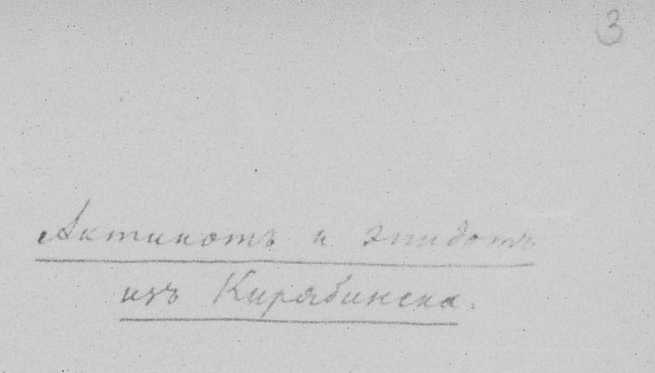 3
Актинотъ и эпидотъ
изъ Кирябинска.